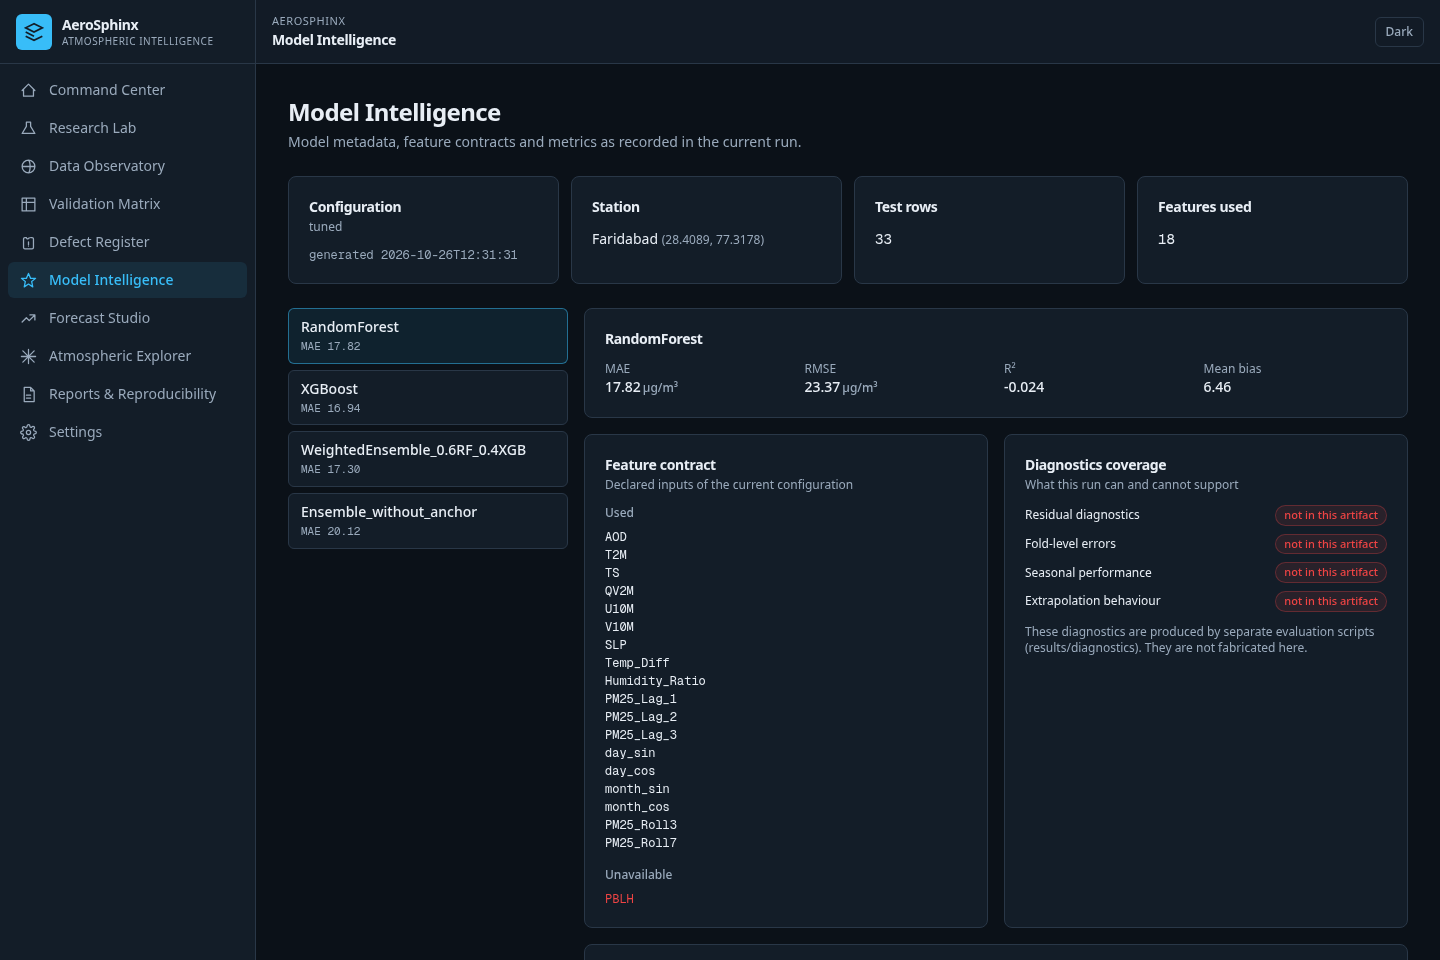 AeroSphinx
ATMOSPHERIC INTELLIGENCE
Command Center
Research Lab
Data Observatory
Validation Matrix
Defect Register
Model Intelligence
Forecast Studio
Atmospheric Explorer
Reports & Reproducibility
Settings
AEROSPHINX
Model Intelligence
Dark
Model Intelligence
Model metadata, feature contracts and metrics as recorded in the current run.
Configuration
tuned
generated 2026-10-26T12:31:31
Station
Faridabad (28.4089, 77.3178)
Test rows
33
Features used
18
RandomForest
MAE 17.82
XGBoost
MAE 16.94
WeightedEnsemble_0.6RF_0.4XGB
MAE 17.30
Ensemble_without_anchor
MAE 20.12
RandomForest
MAE
17.82 µg/m³
RMSE
23.37 µg/m³
R²
-0.024
Mean bias
6.46
Feature contract
Declared inputs of the current configuration
Used
AOD
T2M
TS
QV2M
U10M
V10M
SLP
Temp_Diff
Humidity_Ratio
PM25_Lag_1
PM25_Lag_2
PM25_Lag_3
day_sin
day_cos
month_sin
month_cos
PM25_Roll3
PM25_Roll7
Unavailable
PBLH
Diagnostics coverage
What this run can and cannot support
Residual diagnostics not in this artifact
Fold-level errors not in this artifact
Seasonal performance not in this artifact
Extrapolation behaviour not in this artifact
These diagnostics are produced by separate evaluation scripts
(results/diagnostics). They are not fabricated here.